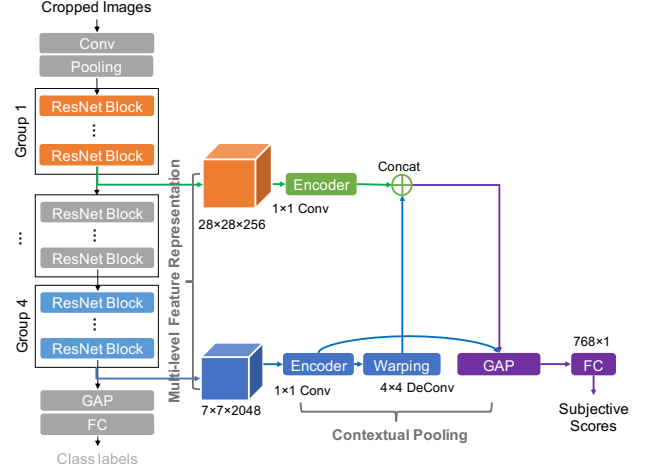 Cropped Images
Conv
Pooling
Group 1
ResNet Block
...
ResNet Block
Multi-level Feature Representation
28×28×256
Encoder
1×1 Conv
Concat
...
ResNet Block
...
ResNet Block
Group 4
ResNet Block
...
ResNet Block
7×7×2048
Encoder
1×1 Conv
Warping
4×4 DeConv
GAP
768×1
FC
Subjective
Scores
Contextual Pooling
GAP
FC
Class labels